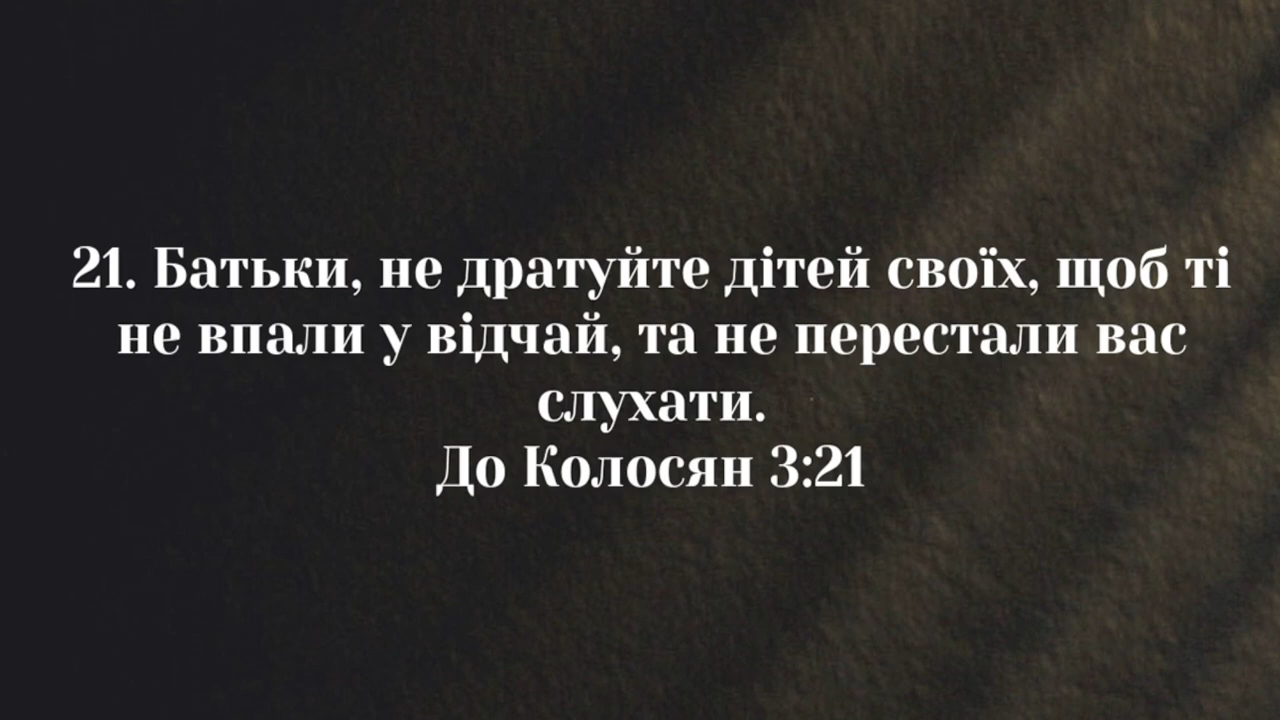 21. Батьки, не дратуйте дітей своїх, щоб ті
не впали у відчай, та не перестали вас
слухати.
До Колосян 3:21